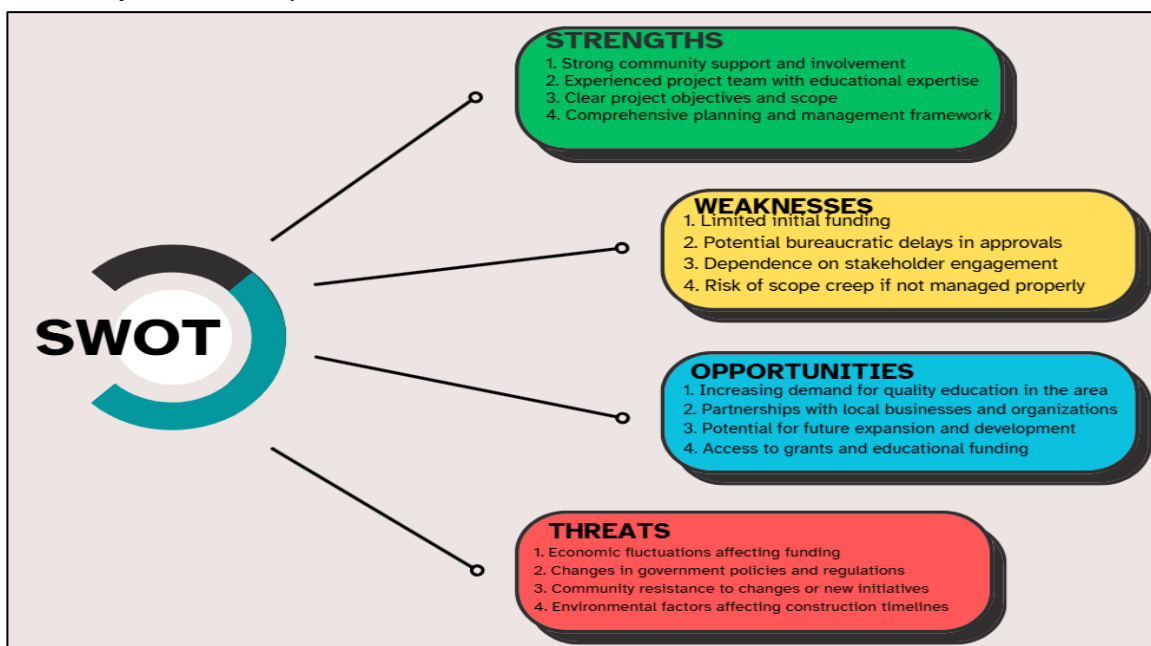 STRENGTHS
1. Strong community support and involvement
2. Experienced project team with educational expertise
3. Clear project objectives and scope
4. Comprehensive planning and management framework
WEAKNESSES
1. Limited initial funding
2. Potential bureaucratic delays in approvals
3. Dependence on stakeholder engagement
4. Risk of scope creep if not managed properly
SWOT
OPPORTUNITIES
1. Increasing demand for quality education in the area
2. Partnerships with local businesses and organizations
3. Potential for future expansion and development
4. Access to grants and educational funding
THREATS
1. Economic fluctuations affecting funding
2. Changes in government policies and regulations
3. Community resistance to changes or new initiatives
4. Environmental factors affecting construction timelines